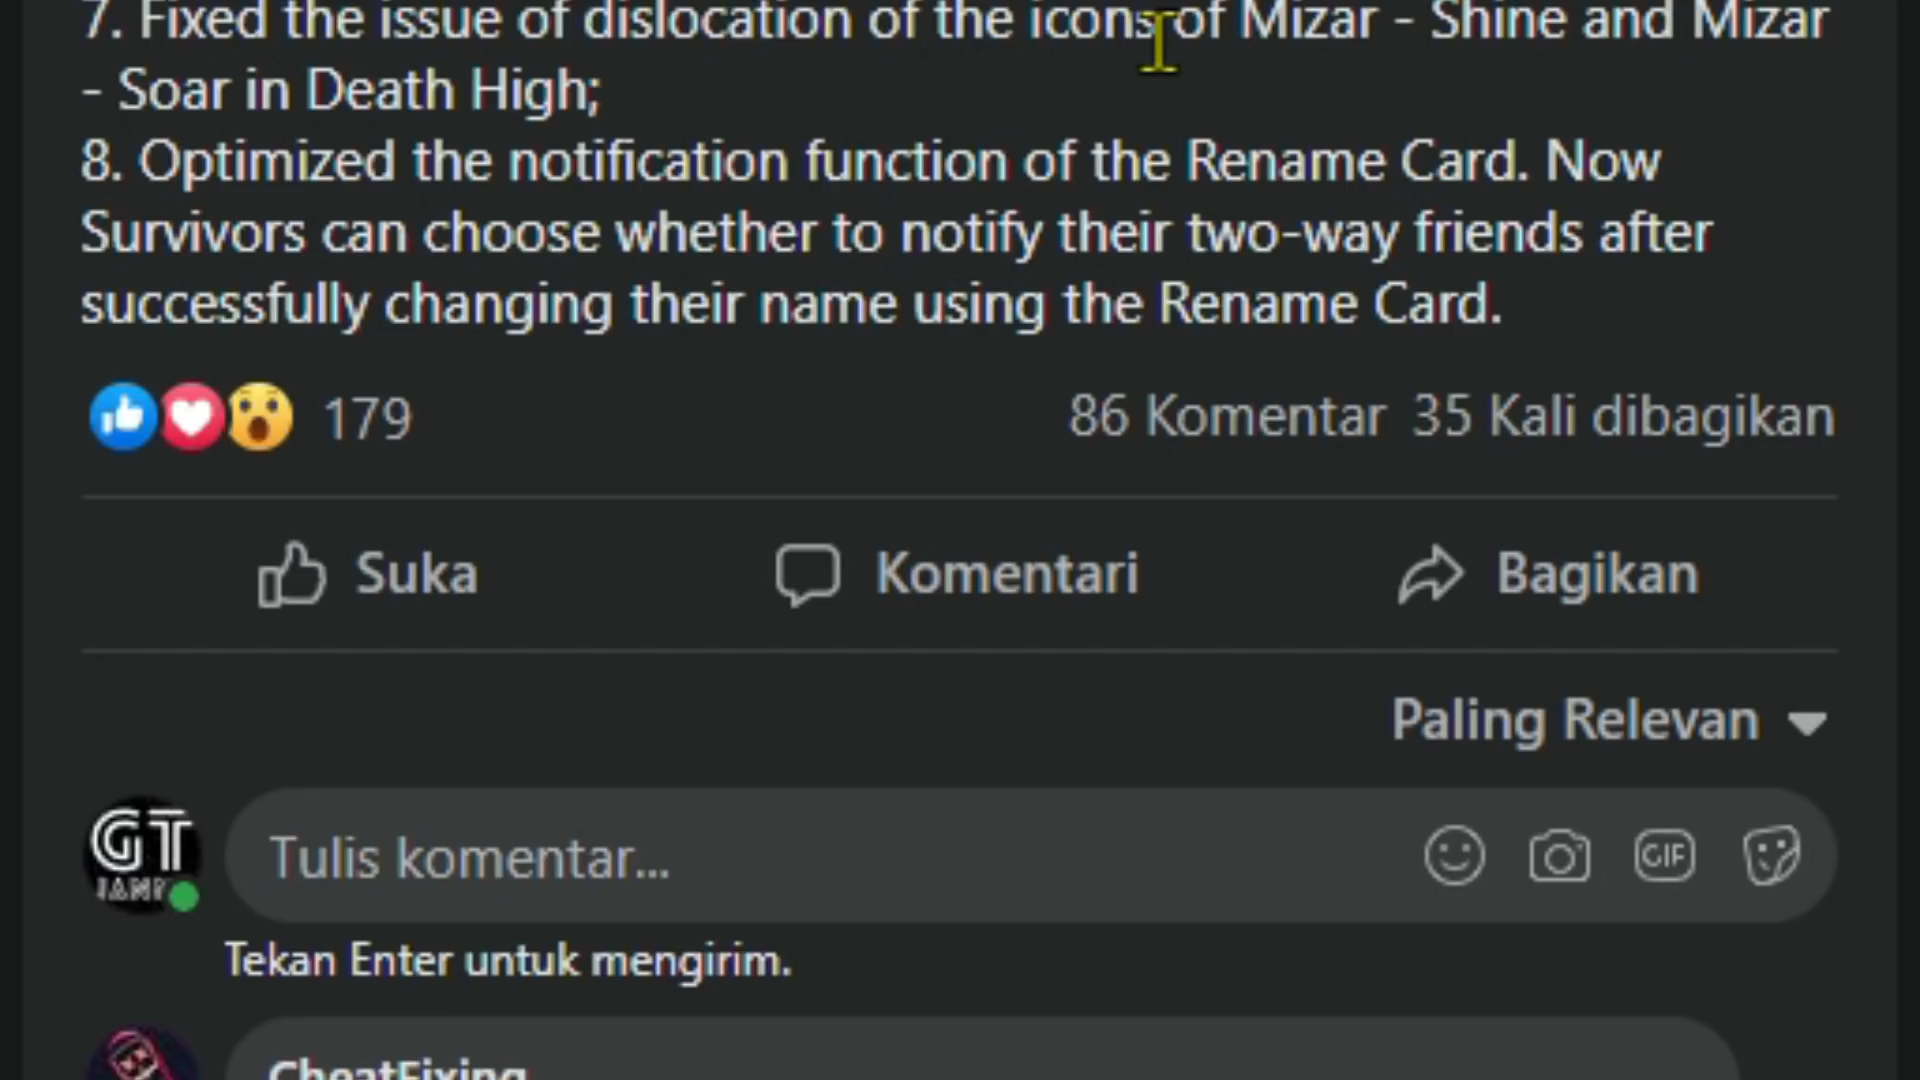 7. Fixed the issue of dislocation of the icons of Mizar - Shine and Mizar
- Soar in Death High;
8. Optimized the notification function of the Rename Card. Now
Survivors can choose whether to notify their two-way friends after
successfully changing their name using the Rename Card.
179
86 Komentar 35 Kali dibagikan
Suka
Komentari
Bagikan
Paling Relevan
GT
Tulis komentar...
GIF
Tekan Enter untuk mengirim.
CheatFixing